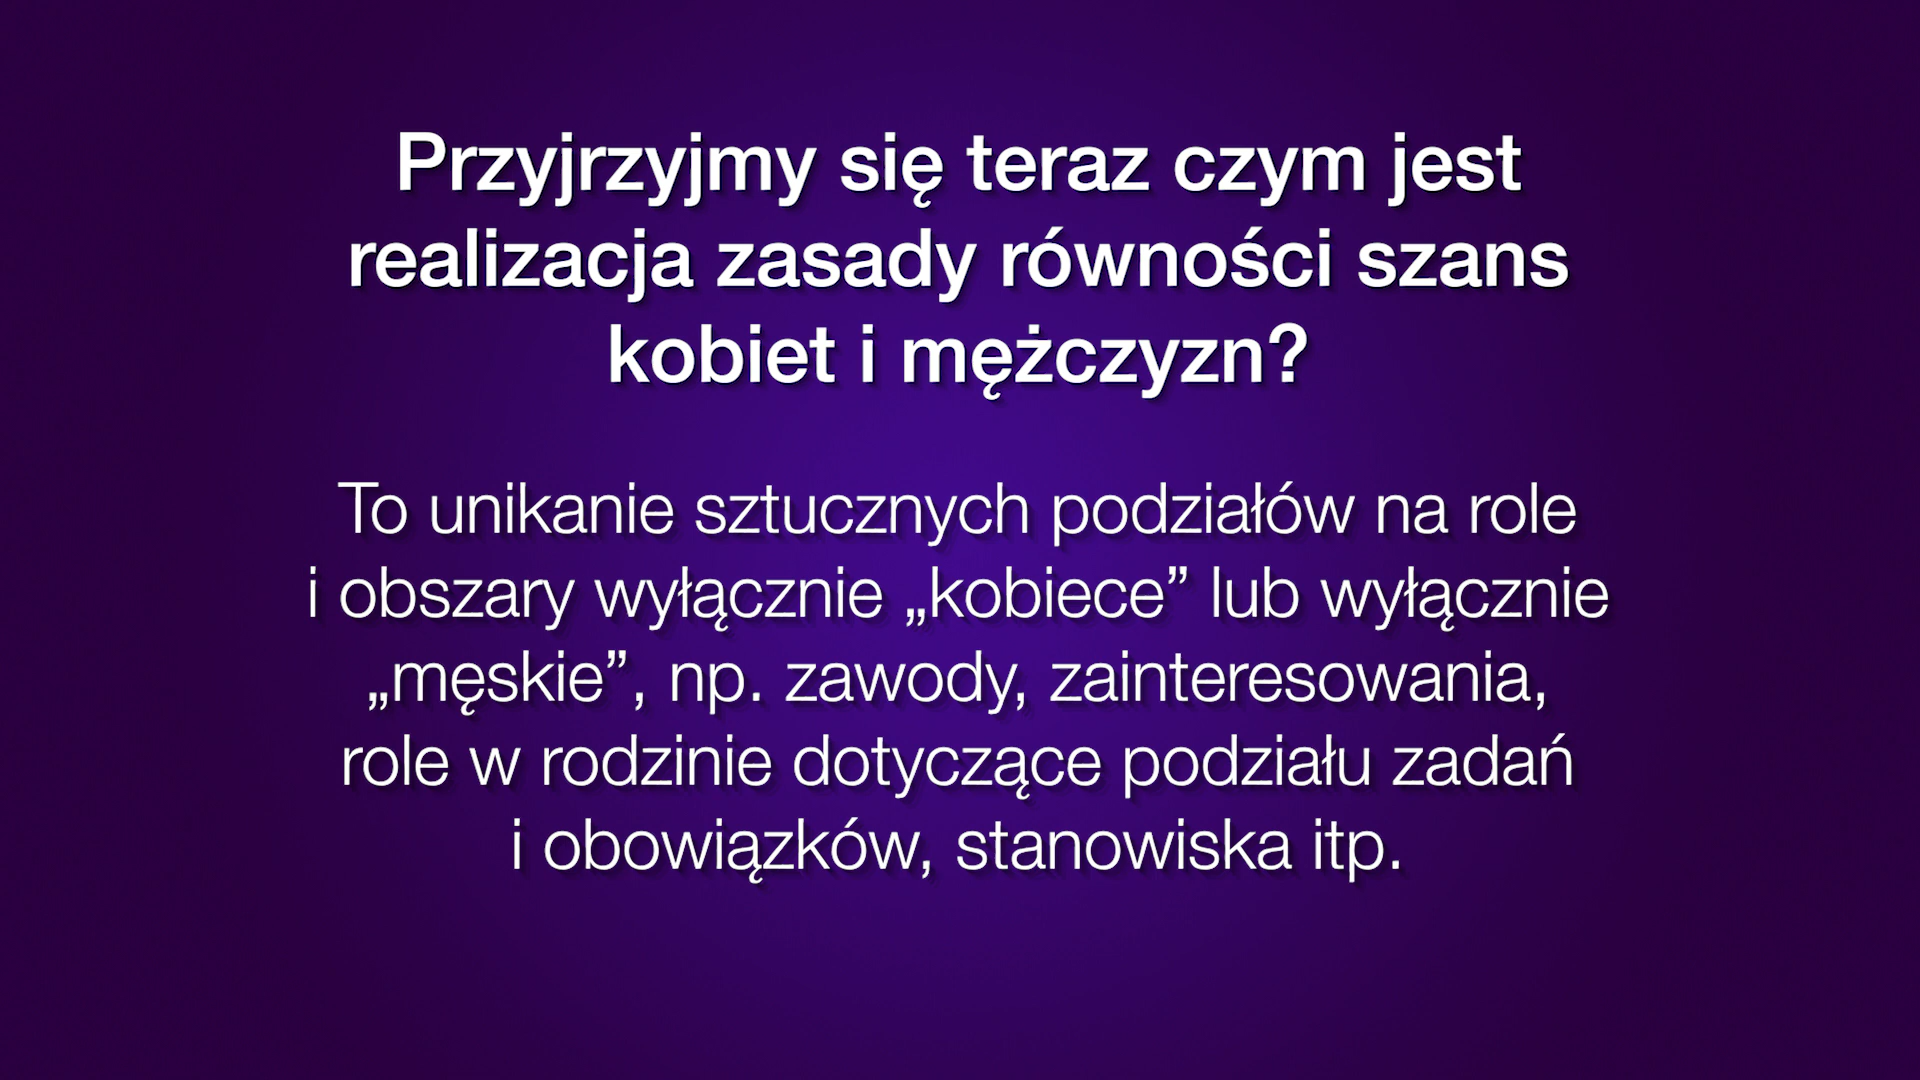 Przyjrzyjmy się teraz czym jest
realizacja zasady równości szans
kobiet i mężczyzn?
To unikanie sztucznych podziałów na role
i obszary wyłącznie „kobiece” lub wyłącznie
„męskie”, np. zawody, zainteresowania,
role w rodzinie dotyczące podziału zadań
i obowiązków, stanowiska itp.